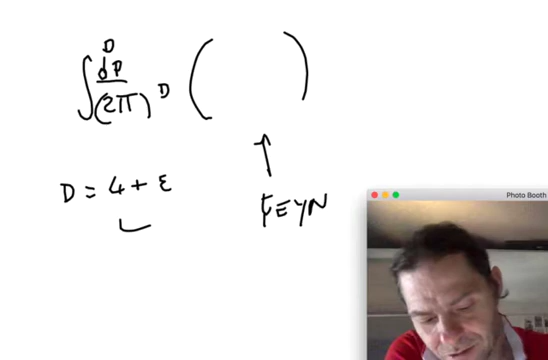 ∫ d^D p / (2π)^D ( )
D = 4 + ε
FEYN
Photo Booth